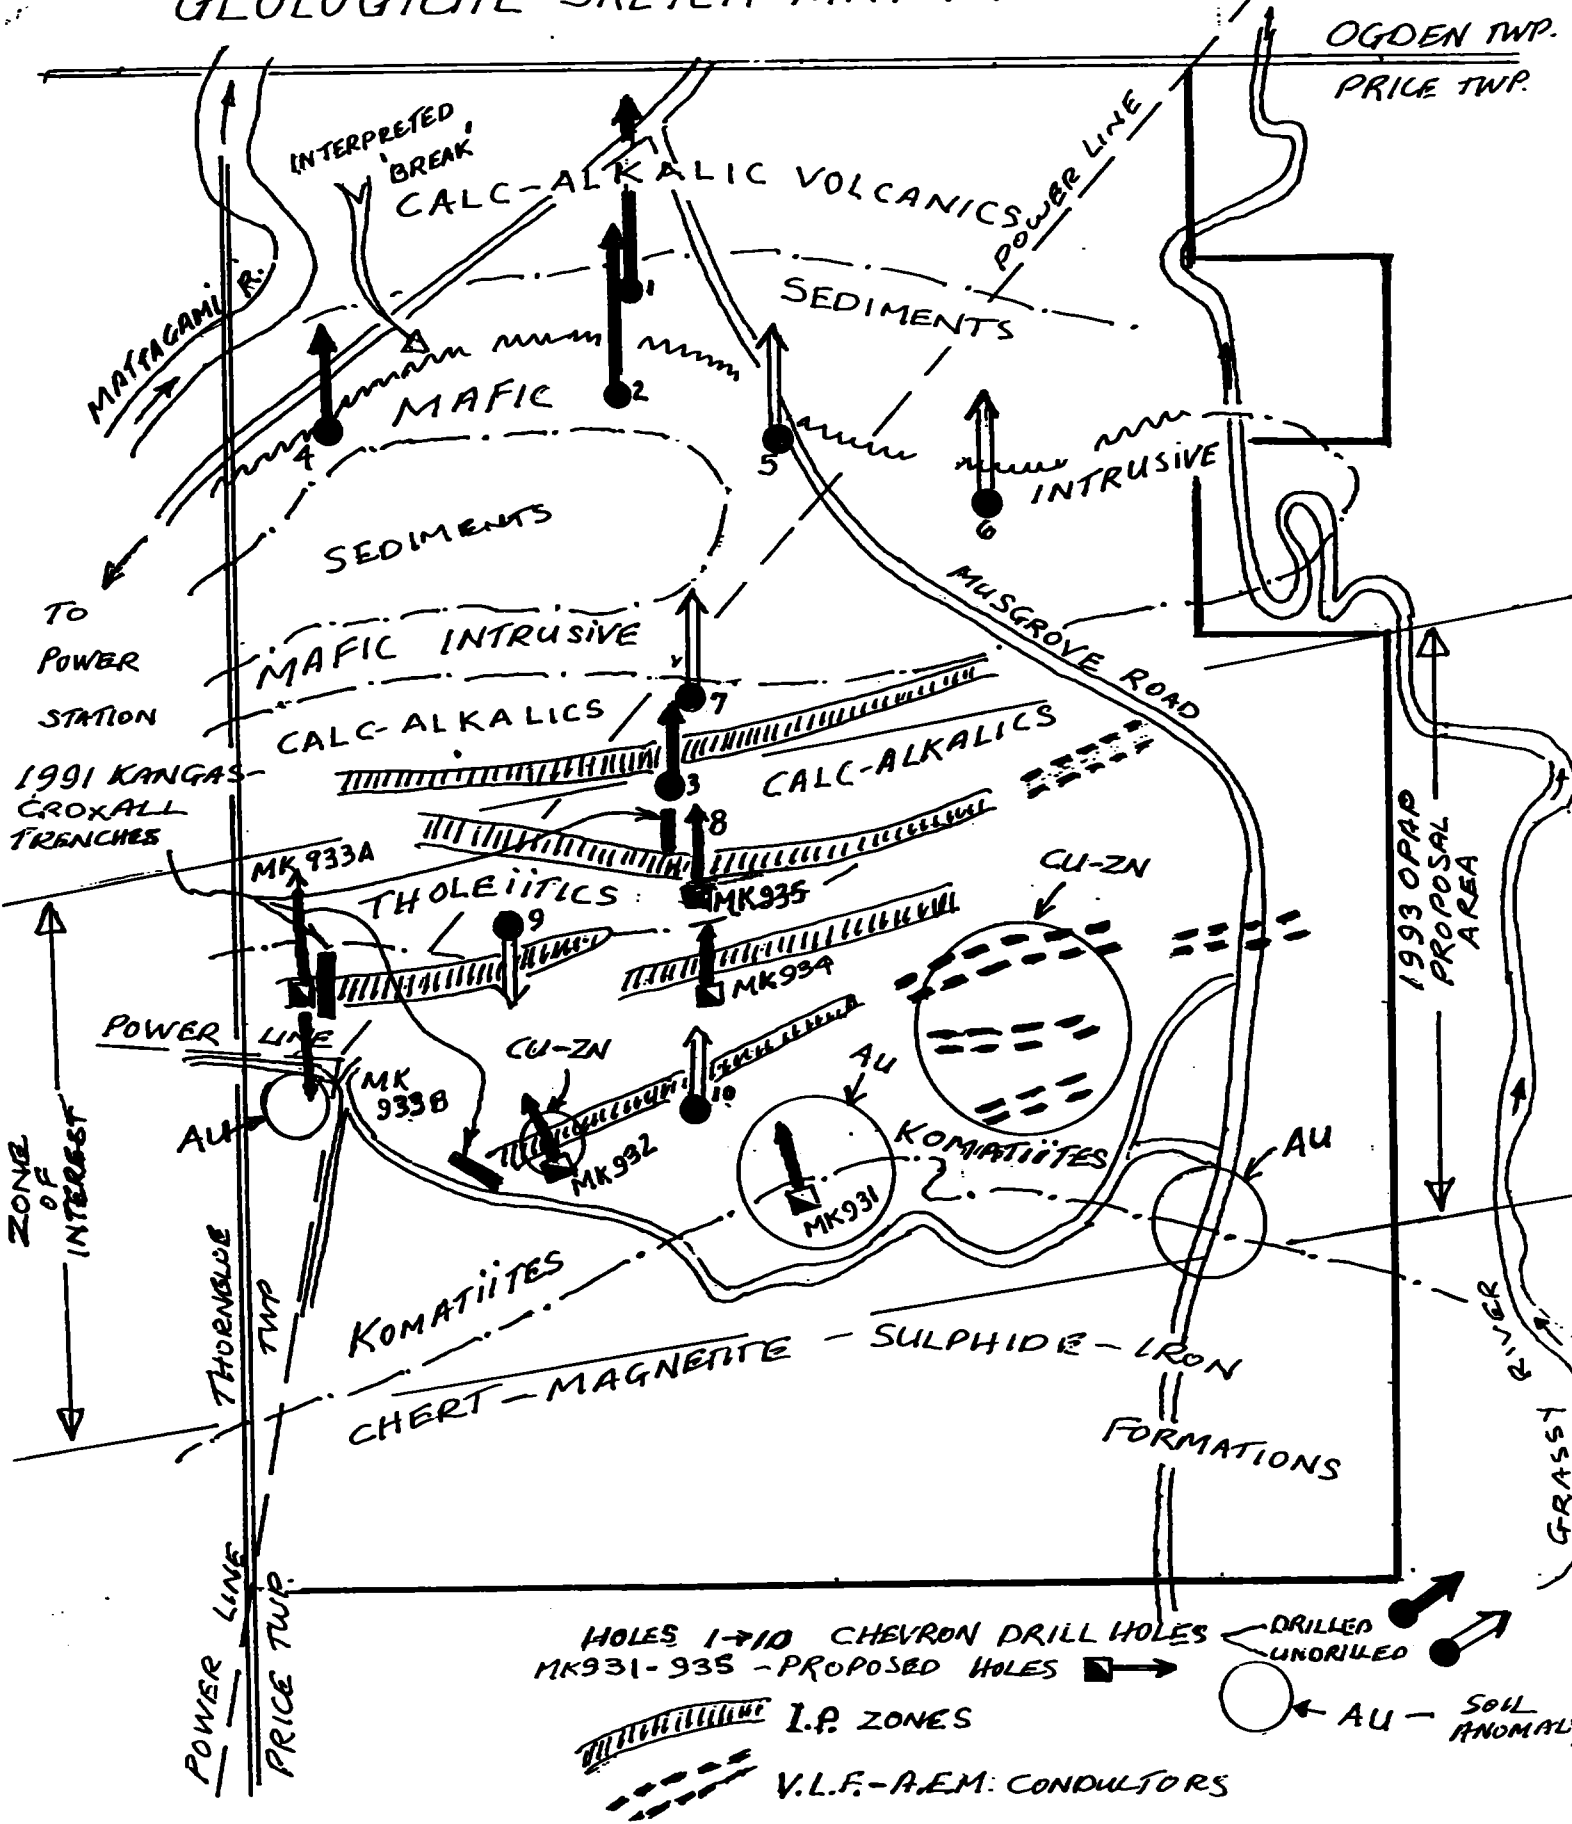 GEOLOGICAL SKETCH MAP
OGDEN TWP.
PRICE TWP.
INTERPRETED
'BREAK'
CALC-ALKALIC VOLCANICS
POWER LINE
MATTAGAMI R.
SEDIMENTS
1
2
MAFIC
4
5
INTRUSIVE
6
SEDIMENTS
MUSGROVE ROAD
TO
POWER
STATION
MAFIC INTRUSIVE
7
CALC-ALKALICS
CALC-ALKALICS
1991 KANGAS-
CROXALL
TRENCHES
3
8
1993 OPAP
PROPOSAL
AREA
MK933A
CU-ZN
THOLEiiTICS
MK935
9
MK934
POWER LINE
CU-ZN
MK
933B
AU
10
AU
KOMATiiTES
AU
MK932
MK931
ZONE
OF
INTEREST
THORNELOE
TWP
KOMATiiTES
CHERT-MAGNETITE - SULPHIDE - IRON
FORMATIONS
GRASSY RIVER
POWER LINE
PRICE TWP.
HOLES 1→10 CHEVRON DRILL HOLES
DRILLED
UNDRILLED
MK931-935 - PROPOSED HOLES
I.P. ZONES
AU - SOIL
ANOMALY
V.L.F.-A.E.M. CONDUCTORS